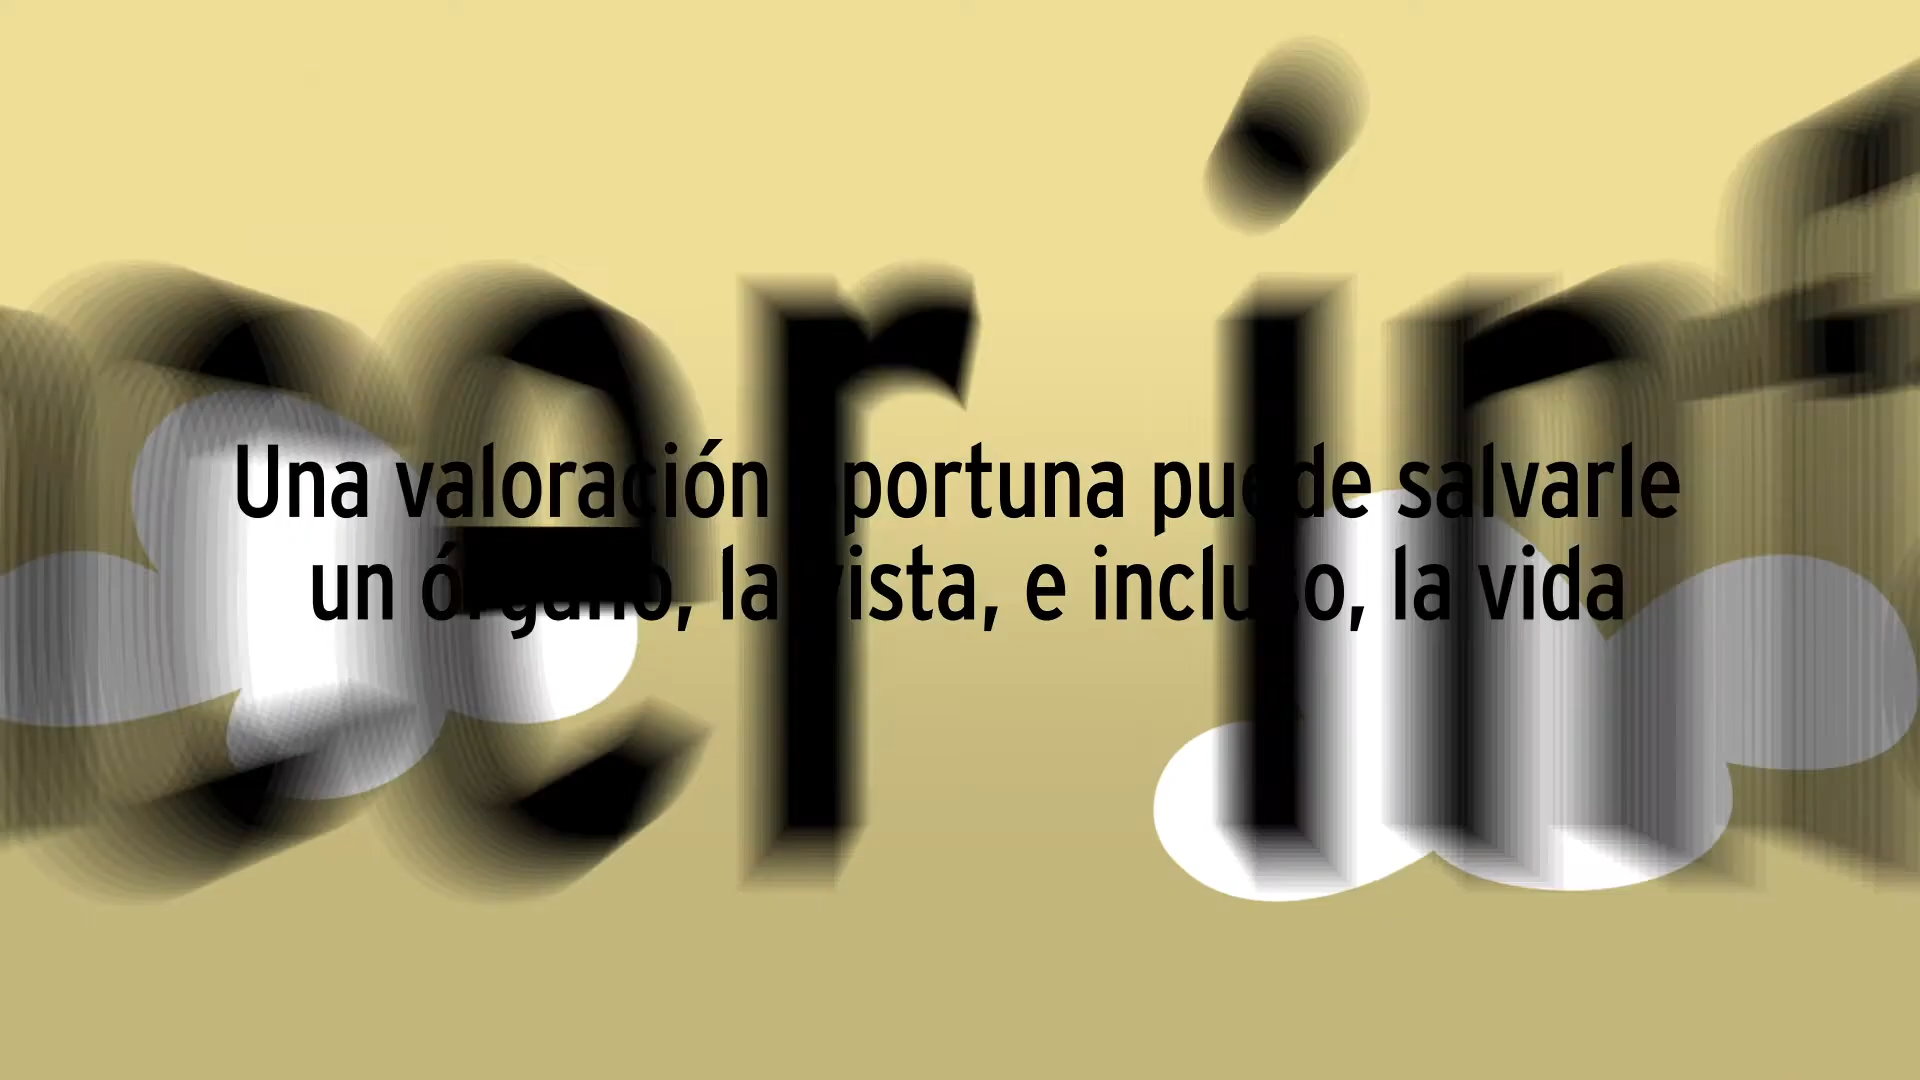 Una valoración oportuna puede salvarle
un órgano, la vista, e incluso, la vida